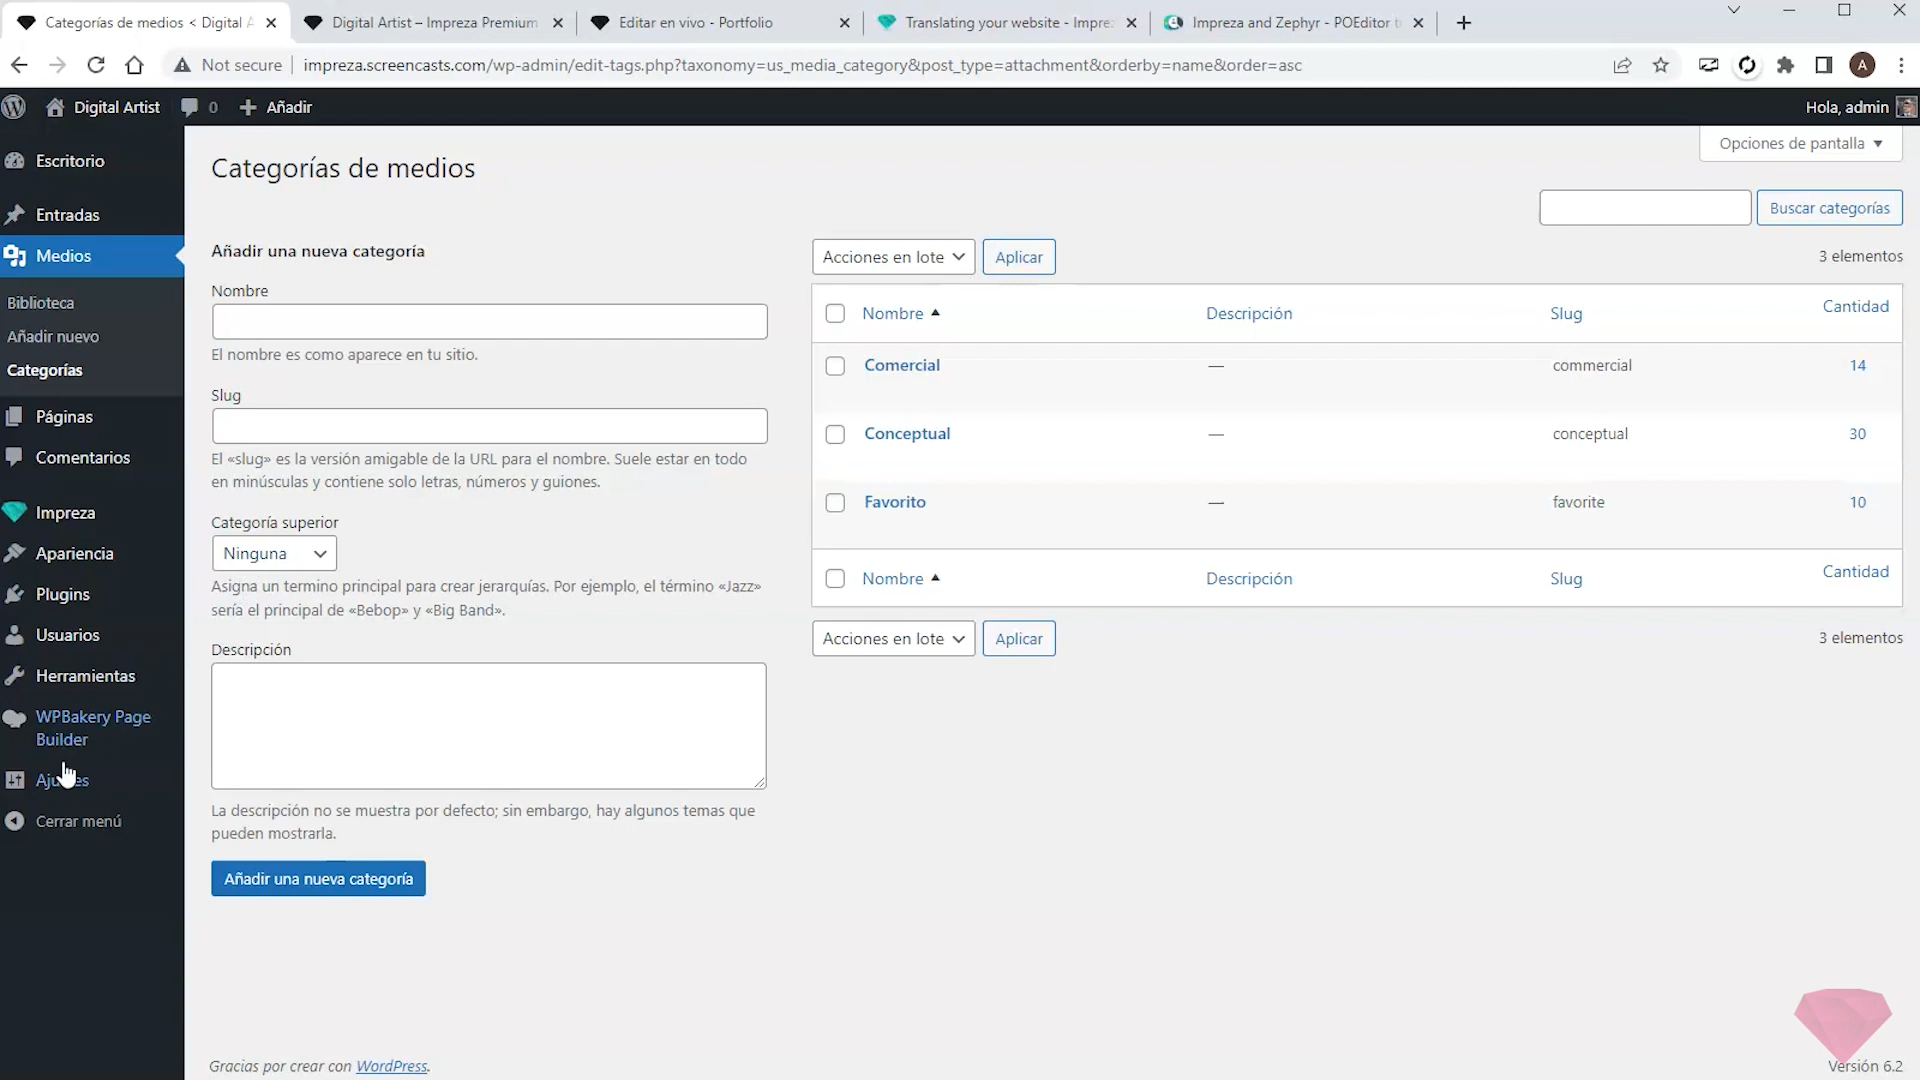 Categorías de medios < Digital A
Digital Artist – Impreza Premium
Editar en vivo - Portfolio
Translating your website - Impre
Impreza and Zephyr - POEditor t
Not secure
impreza.screencasts.com/wp-admin/edit-tags.php?taxonomy=us_media_category&post_type=attachment&orderby=name&order=asc
A
Digital Artist
0
Añadir
Hola, admin
Opciones de pantalla
Escritorio
Entradas
Medios
Biblioteca
Añadir nuevo
Categorías
Páginas
Comentarios
Impreza
Apariencia
Plugins
Usuarios
Herramientas
WPBakery Page
Builder
Cerrar menú
Categorías de medios
Buscar categorías
Añadir una nueva categoría
Nombre
El nombre es como aparece en tu sitio.
Slug
El «slug» es la versión amigable de la URL para el nombre. Suele estar en todo
en minúsculas y contiene solo letras, números y guiones.
Categoría superior
Ninguna
Asigna un termino principal para crear jerarquías. Por ejemplo, el término «Jazz»
sería el principal de «Bebop» y «Big Band».
Descripción
La descripción no se muestra por defecto; sin embargo, hay algunos temas que
pueden mostrarla.
Añadir una nueva categoría
Acciones en lote Aplicar 3 elementos
Nombre Descripción Slug Cantidad
Comercial — commercial 14
Conceptual — conceptual 30
Favorito — favorite 10
Nombre Descripción Slug Cantidad
Acciones en lote Aplicar 3 elementos
Gracias por crear con WordPress.
Versión 6.2